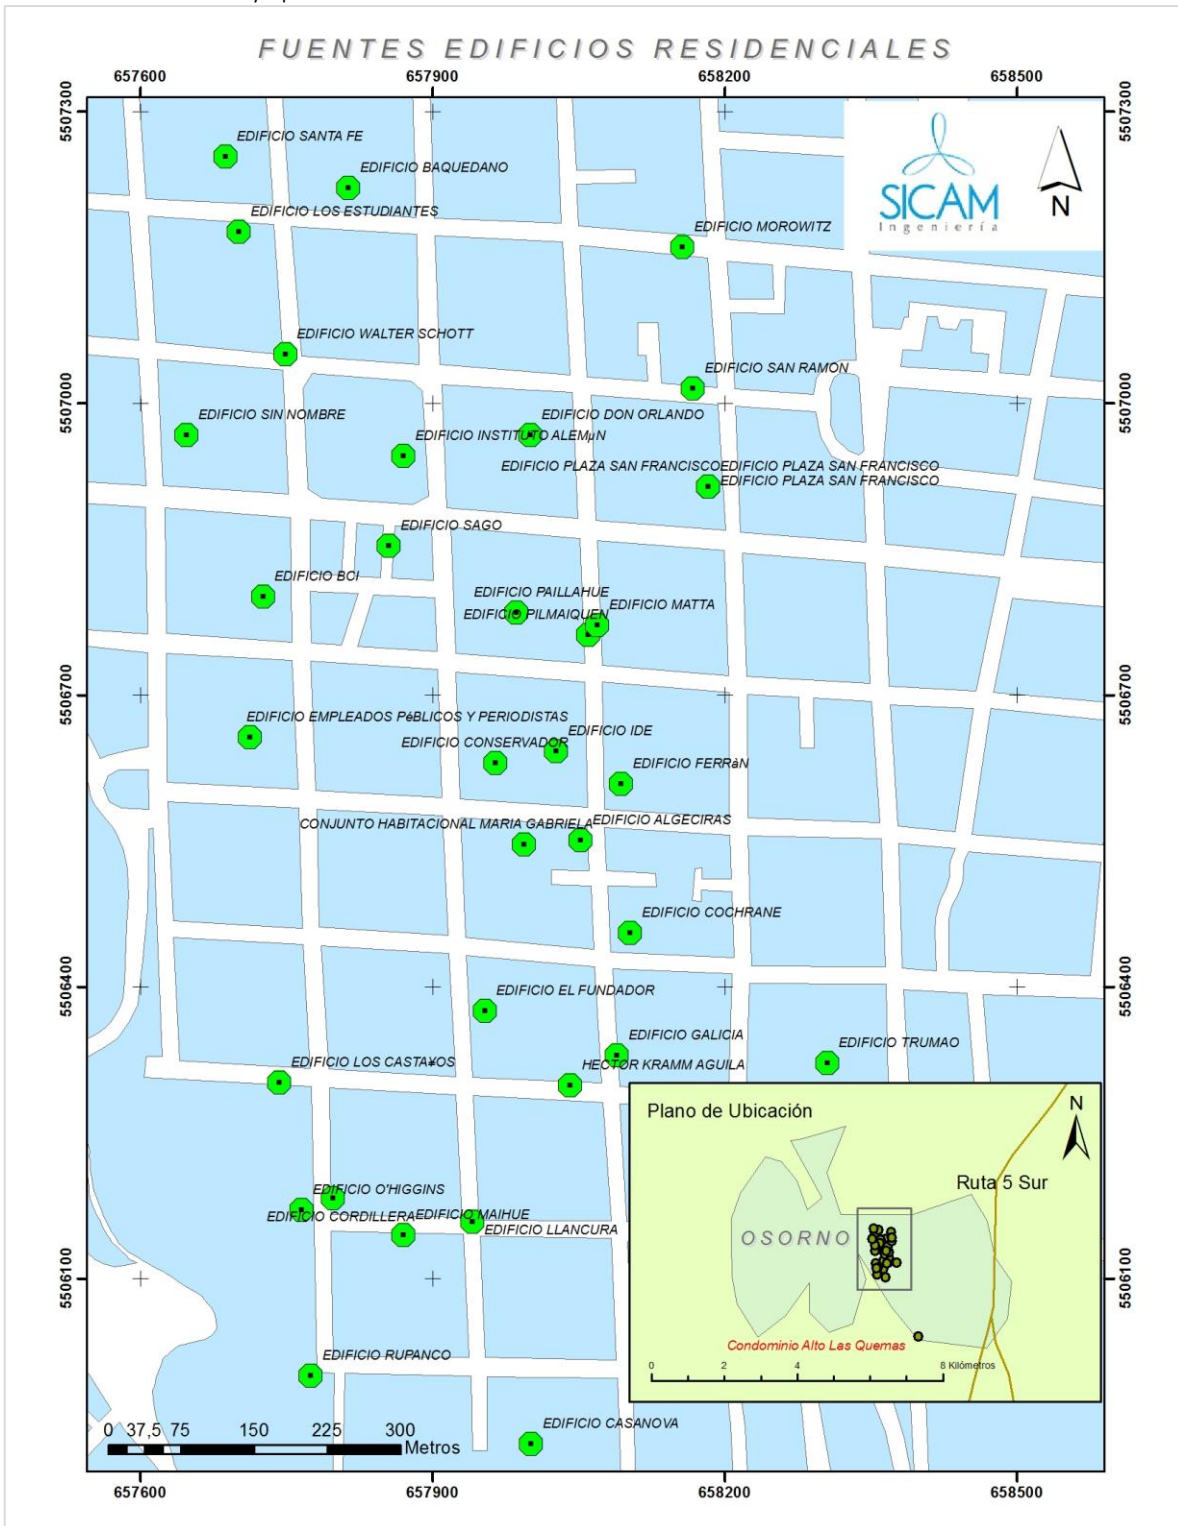 FUENTES EDIFICIOS RESIDENCIALES
657600 657900 658200 658500
5507300 5507300
SICAM
Ingeniería
N
EDIFICIO SANTA FE
EDIFICIO BAQUEDANO
EDIFICIO LOS ESTUDIANTES
EDIFICIO MOROWITZ
EDIFICIO WALTER SCHOTT
EDIFICIO SAN RAMON
5507000 5507000
EDIFICIO SIN NOMBRE
EDIFICIO DON ORLANDO
EDIFICIO INSTITUTO ALEMµN
EDIFICIO PLAZA SAN FRANCISCO EDIFICIO PLAZA SAN FRANCISCO
EDIFICIO PLAZA SAN FRANCISCO
EDIFICIO SAGO
EDIFICIO BCI
EDIFICIO PAILLAHUE
EDIFICIO MATTA
EDIFICIO PILMAIQUEN
5506700 5506700
EDIFICIO EMPLEADOS PéBLICOS Y PERIODISTAS
EDIFICIO IDE
EDIFICIO CONSERVADOR
EDIFICIO FERRàN
CONJUNTO HABITACIONAL MARIA GABRIELA
EDIFICIO ALGECIRAS
EDIFICIO COCHRANE
5506400 5506400
EDIFICIO EL FUNDADOR
EDIFICIO GALICIA
EDIFICIO TRUMAO
EDIFICIO LOS CASTA¥OS
HECTOR KRAMM AGUILA
Plano de Ubicación
N
Ruta 5 Sur
OSORNO
Condominio Alto Las Quemas
0 2 4 8 Kilómetros
EDIFICIO O'HIGGINS
EDIFICIO CORDILLERA
EDIFICIO MAIHUE
EDIFICIO LLANCURA
5506100 5506100
EDIFICIO RUPANCO
EDIFICIO CASANOVA
0 37,5 75 150 225 300
Metros
657600 657900 658200 658500